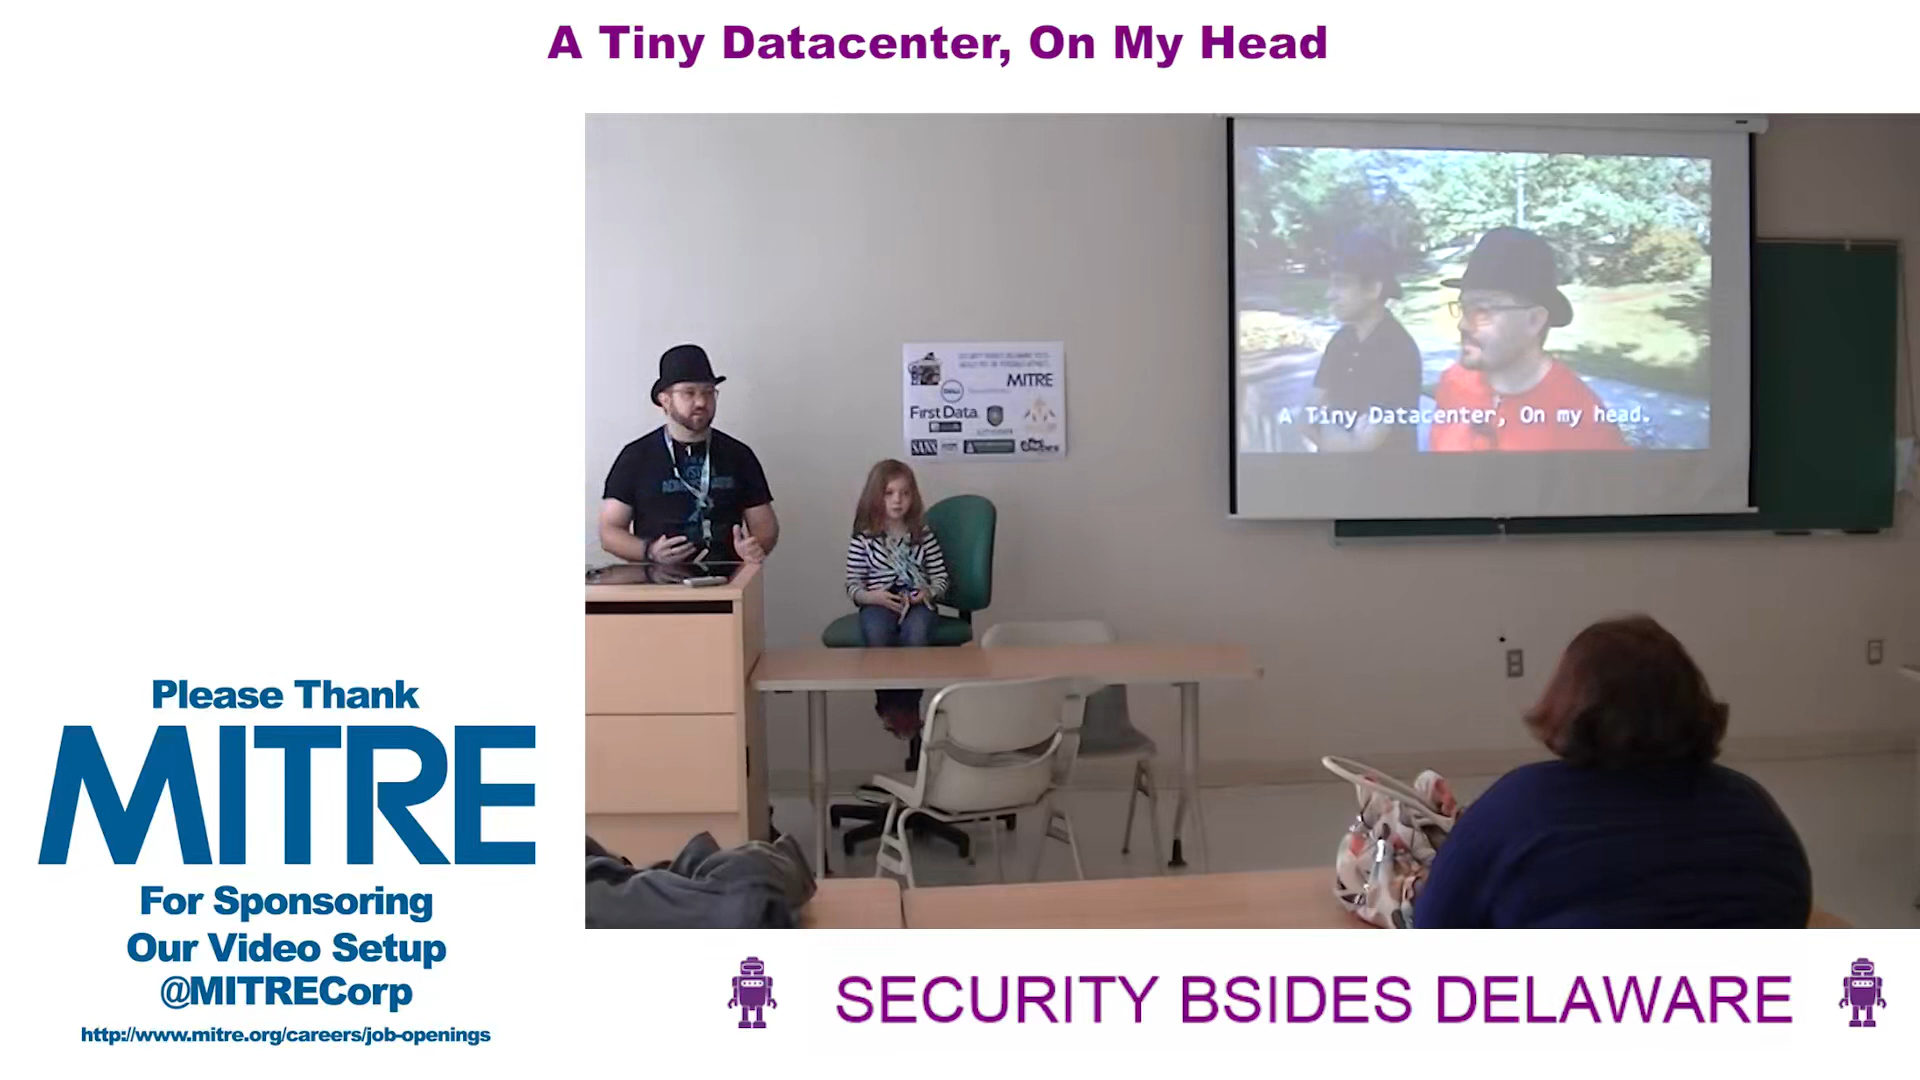 A Tiny Datacenter, On My Head
A Tiny Datacenter, On my head.
MITRE
DELL
First Data
SANS
Please Thank
MITRE
For Sponsoring
Our Video Setup
@MITRECorp
http://www.mitre.org/careers/job-openings
SECURITY BSIDES DELAWARE